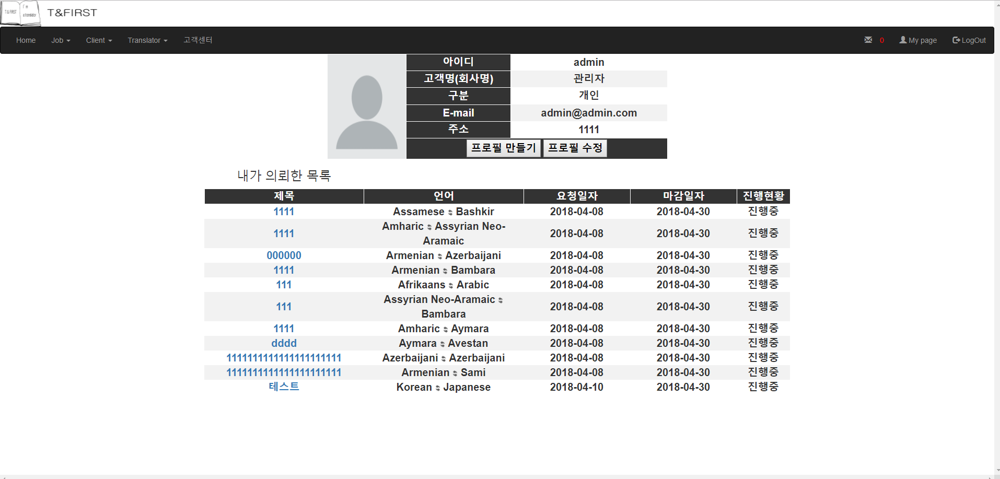 T & FIRST
I' m
a translator
T&FIRST
Home Job Client Translator 고객센터 0 My page LogOut
아이디 admin
고객명(회사명) 관리자
구분 개인
E-mail admin@admin.com
주소 1111
프로필 만들기 프로필 수정
내가 의뢰한 목록
제목 언어 요청일자 마감일자 진행현황
1111 Assamese Bashkir 2018-04-08 2018-04-30 진행중
1111 Amharic Assyrian Neo-
Aramaic 2018-04-08 2018-04-30 진행중
000000 Armenian Azerbaijani 2018-04-08 2018-04-30 진행중
1111 Armenian Bambara 2018-04-08 2018-04-30 진행중
111 Afrikaans Arabic 2018-04-08 2018-04-30 진행중
111 Assyrian Neo-Aramaic
Bambara 2018-04-08 2018-04-30 진행중
1111 Amharic Aymara 2018-04-08 2018-04-30 진행중
dddd Aymara Avestan 2018-04-08 2018-04-30 진행중
1111111111111111111111 Azerbaijani Azerbaijani 2018-04-08 2018-04-30 진행중
1111111111111111111111 Armenian Sami 2018-04-08 2018-04-30 진행중
테스트 Korean Japanese 2018-04-10 2018-04-30 진행중